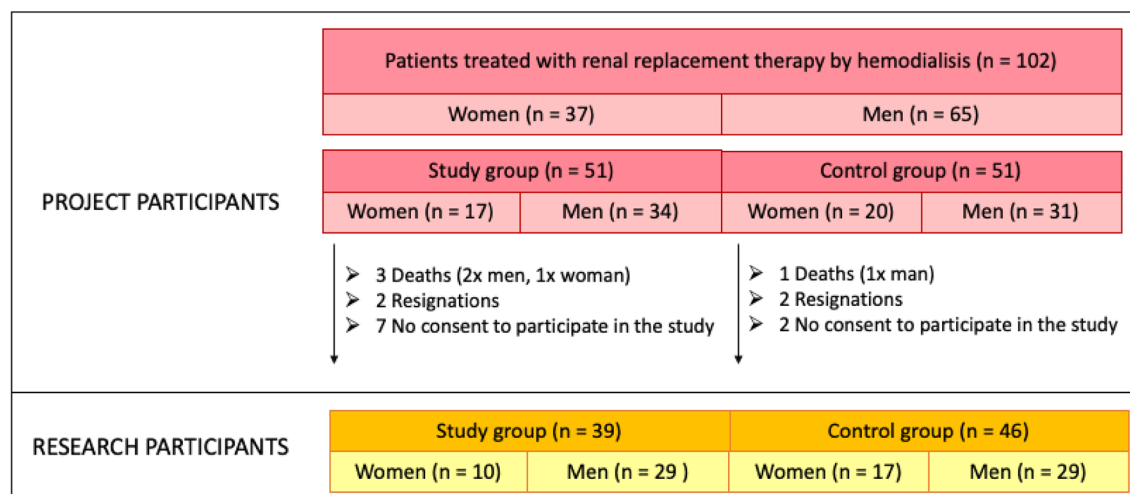 Patients treated with renal replacement therapy by hemodialisis (n = 102)
Women (n = 37)
Men (n = 65)
PROJECT PARTICIPANTS
Study group (n = 51)
Control group (n = 51)
Women (n = 17)
Men (n = 34)
Women (n = 20)
Men (n = 31)
➢ 3 Deaths (2x men, 1x woman)
➢ 2 Resignations
➢ 7 No consent to participate in the study
➢ 1 Deaths (1x man)
➢ 2 Resignations
➢ 2 No consent to participate in the study
RESEARCH PARTICIPANTS
Study group (n = 39)
Control group (n = 46)
Women (n = 10)
Men (n = 29 )
Women (n = 17)
Men (n = 29)